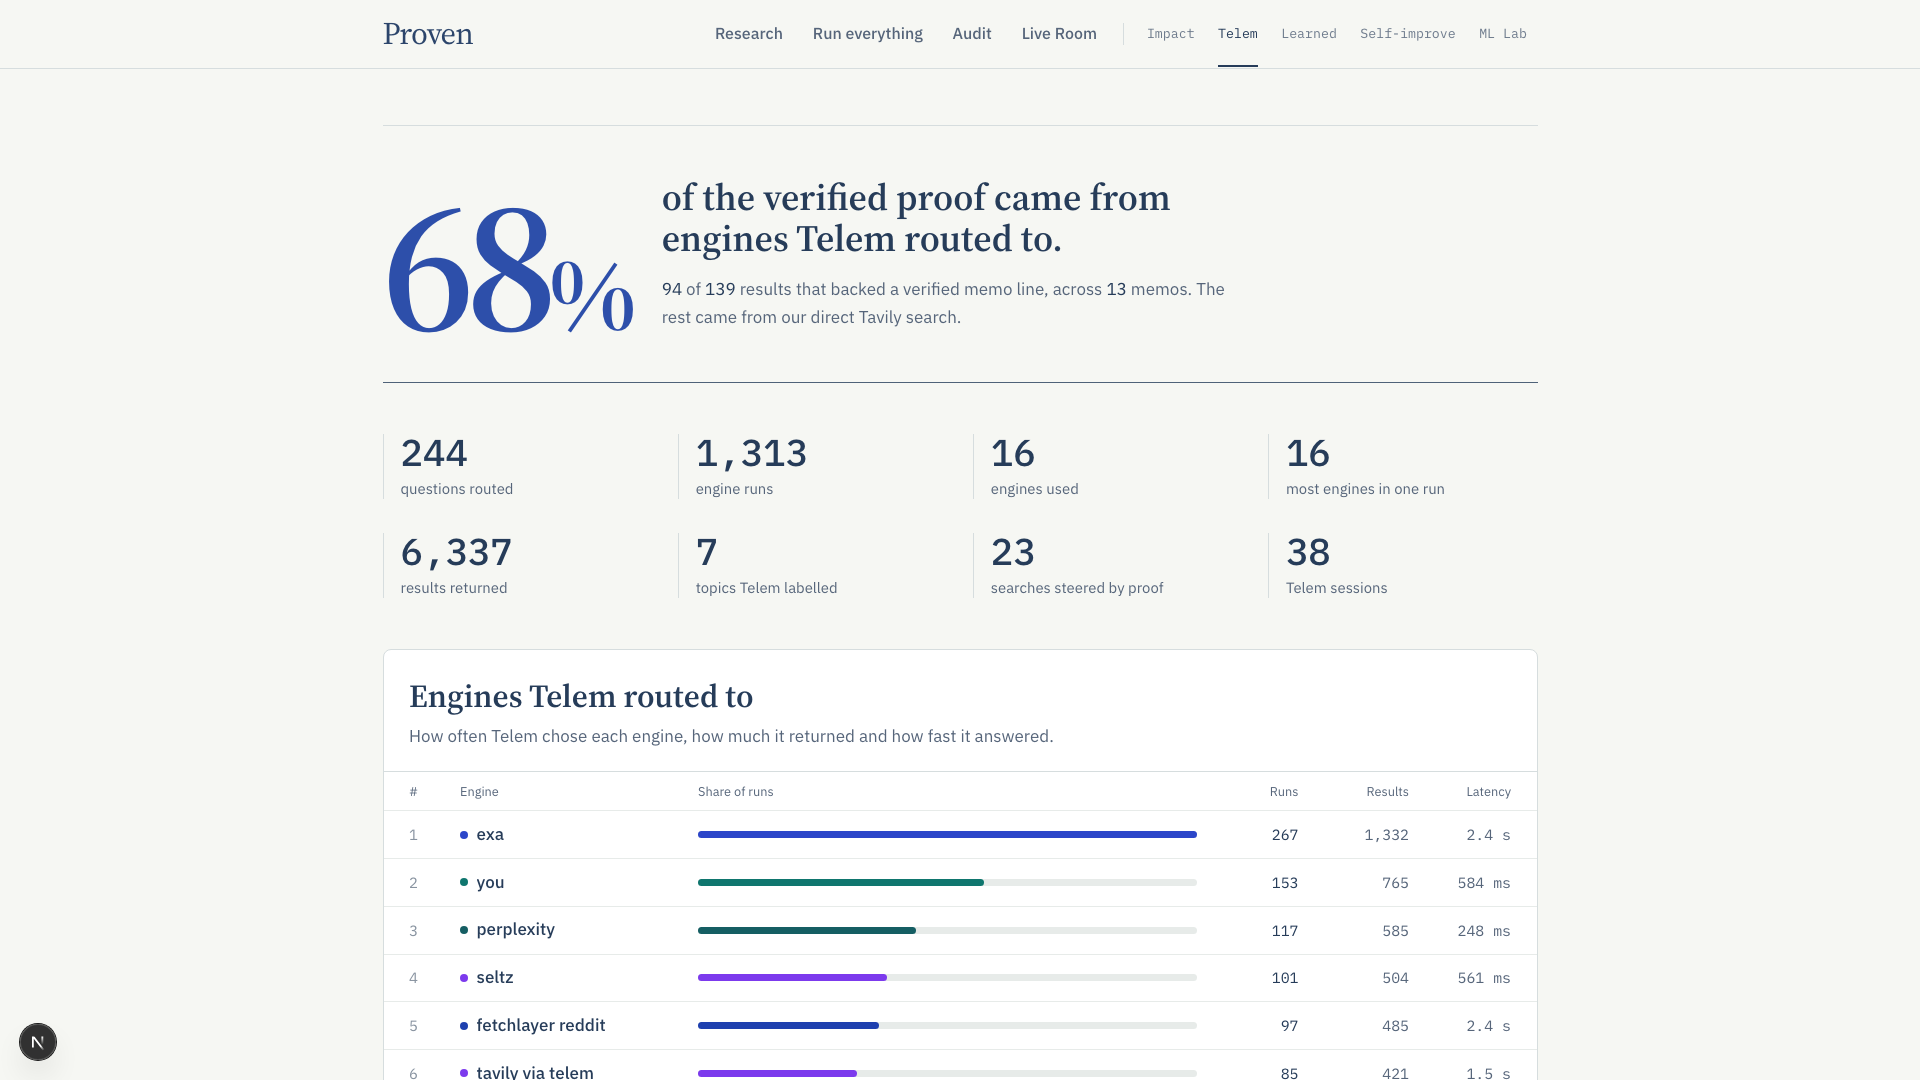 Proven
Research Run everything Audit Live Room Impact Telem Learned Self-improve ML Lab
68%
of the verified proof came from
engines Telem routed to.
94 of 139 results that backed a verified memo line, across 13 memos. The
rest came from our direct Tavily search.
244
questions routed
1,313
engine runs
16
engines used
16
most engines in one run
6,337
results returned
7
topics Telem labelled
23
searches steered by proof
38
Telem sessions
Engines Telem routed to
How often Telem chose each engine, how much it returned and how fast it answered.
# Engine Share of runs Runs Results Latency
1 exa 267 1,332 2.4 s
2 you 153 765 584 ms
3 perplexity 117 585 248 ms
4 seltz 101 504 561 ms
5 fetchlayer reddit 97 485 2.4 s
6 tavily via telem 85 421 1.5 s
N